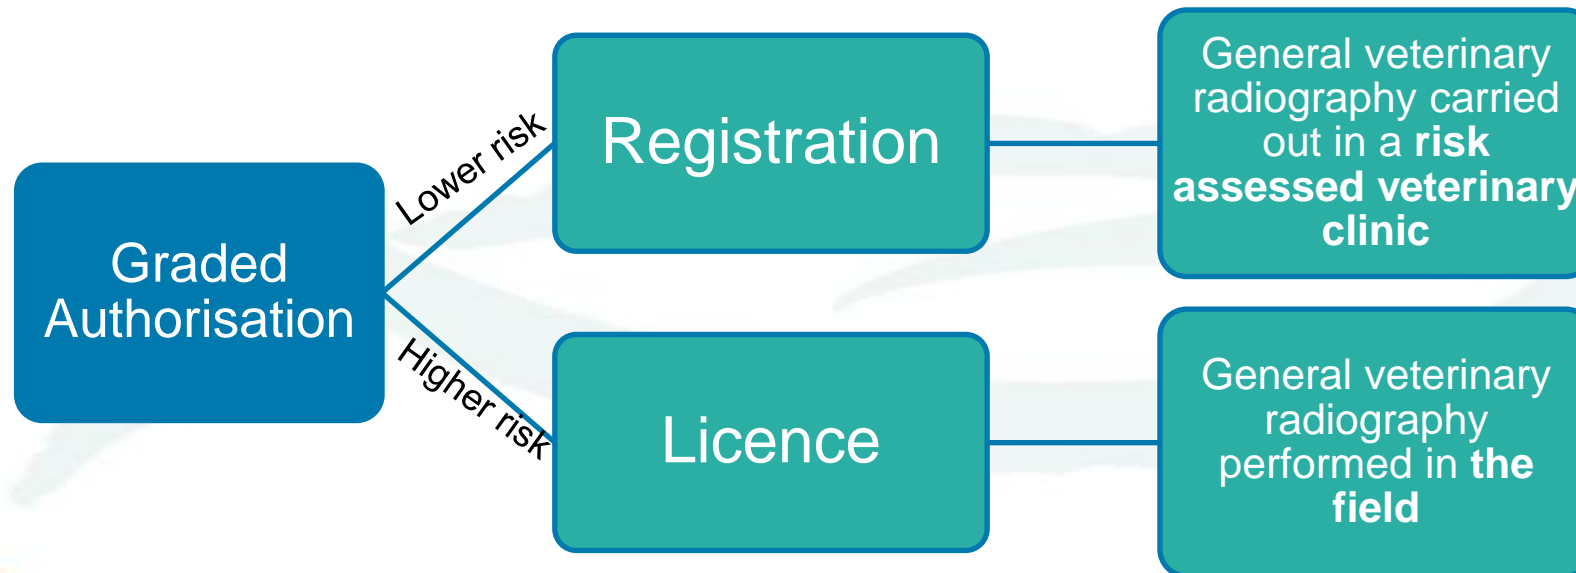 Graded
Authorisation
Lower risk
Higher risk
Registration
Licence
General veterinary
radiography carried
out in a risk
assessed veterinary
clinic
General veterinary
radiography
performed in the
field